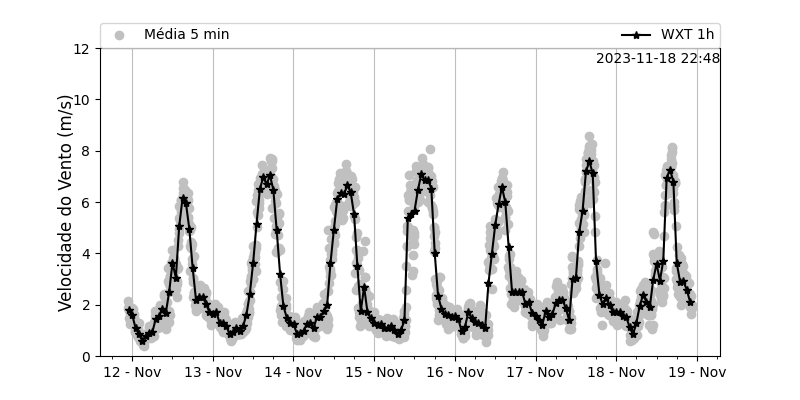 Média 5 min
WXT 1h
2023-11-18 22:48
Velocidade do Vento (m/s)
12
10
8
6
4
2
0
12 - Nov 13 - Nov 14 - Nov 15 - Nov 16 - Nov 17 - Nov 18 - Nov 19 - Nov